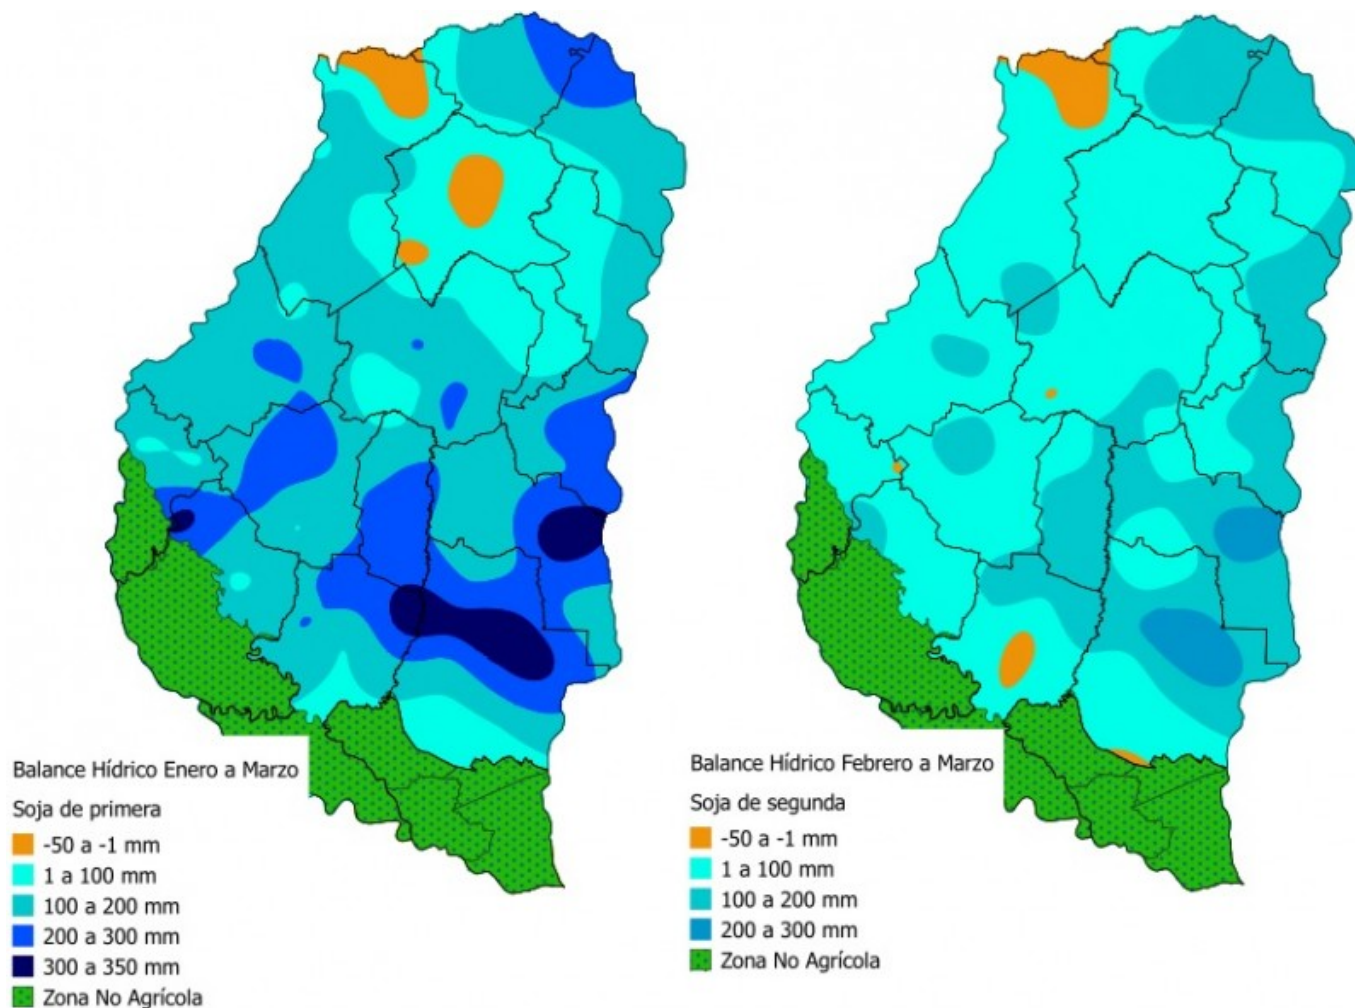 Balance Hídrico Enero a Marzo
Soja de primera
-50 a -1 mm
1 a 100 mm
100 a 200 mm
200 a 300 mm
300 a 350 mm
Zona No Agrícola
Balance Hídrico Febrero a Marzo
Soja de segunda
-50 a -1 mm
1 a 100 mm
100 a 200 mm
200 a 300 mm
Zona No Agrícola